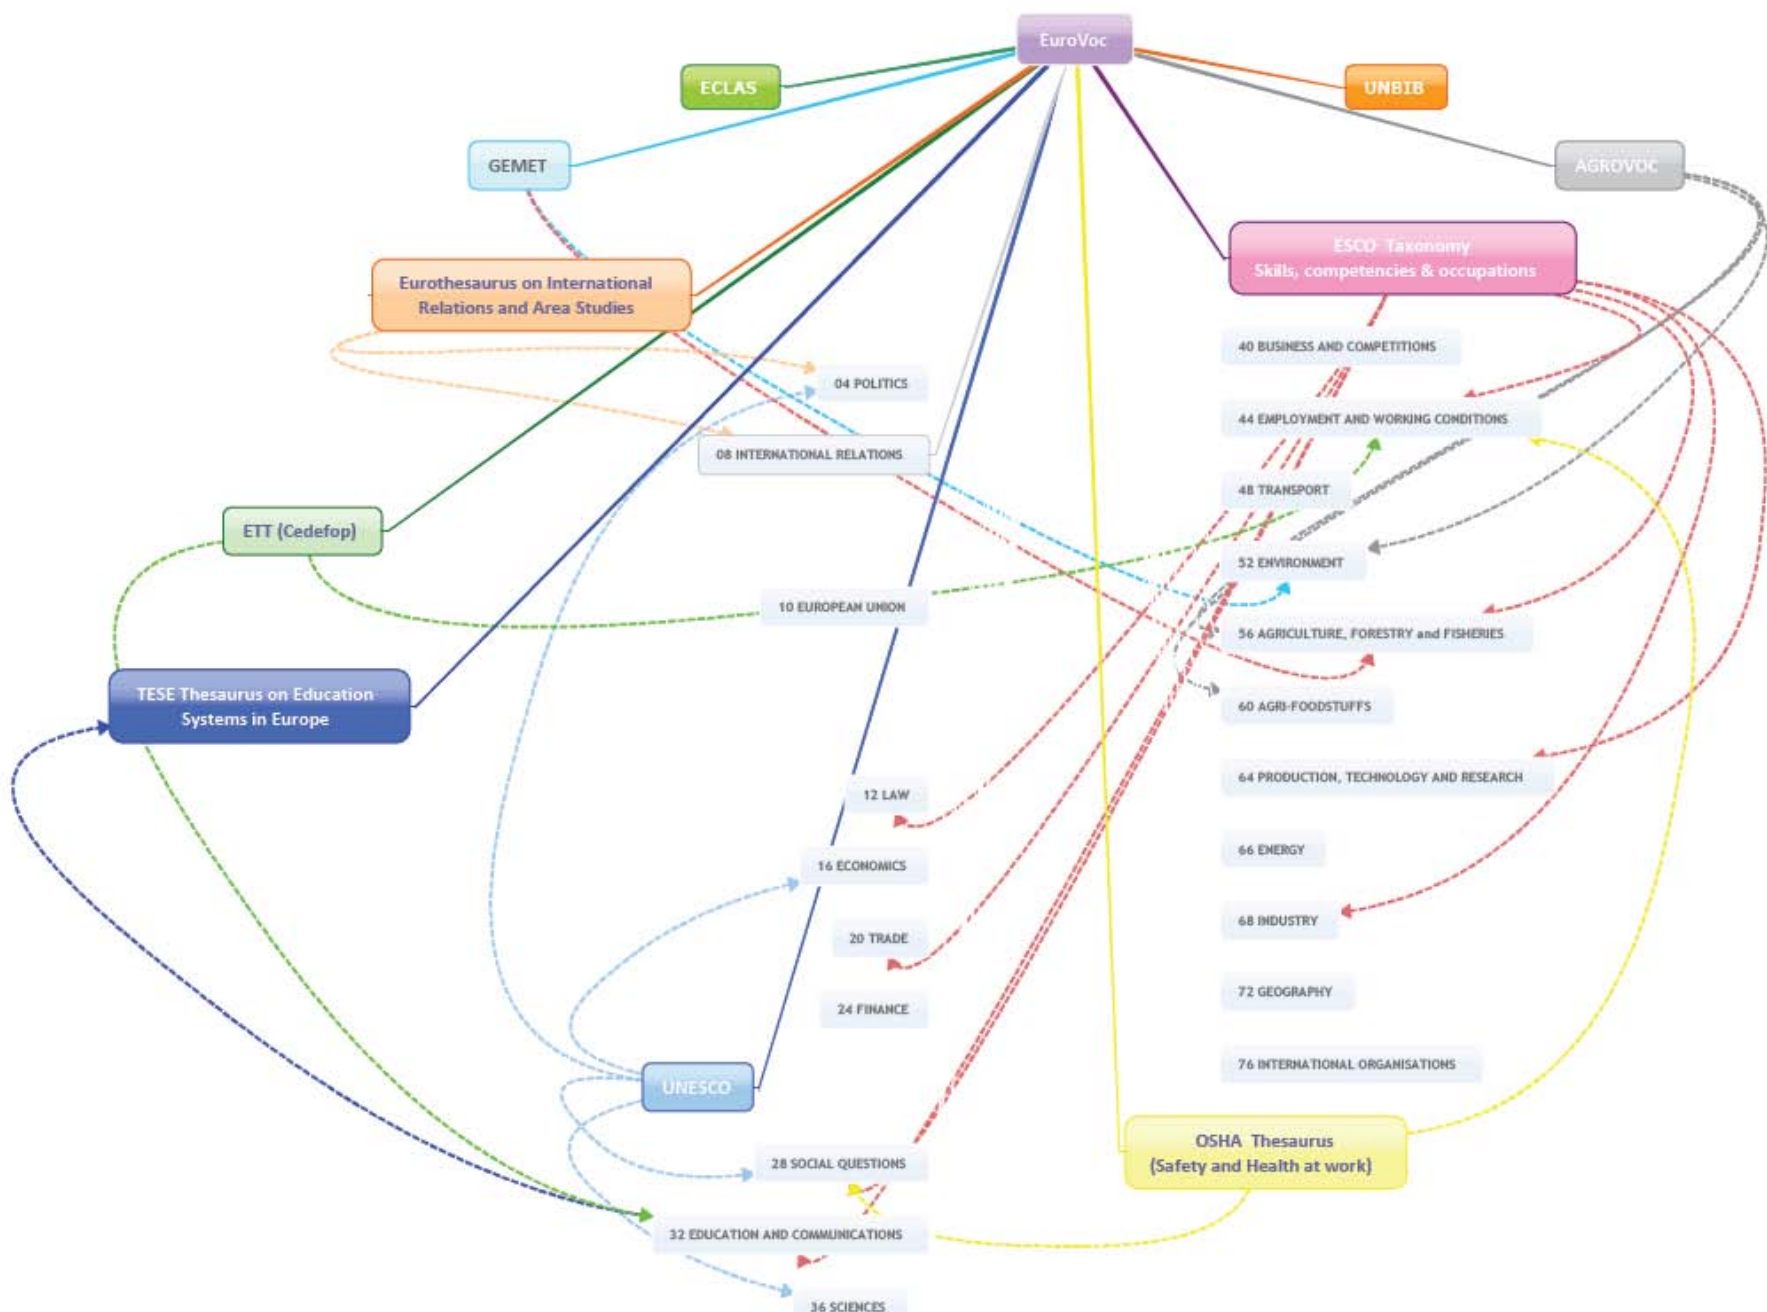 EuroVoc
ECLAS
UNBIB
GEMET
AGROVOC
ESCO Taxonomy
Skills, competencies & occupations
Eurothesaurus on International
Relations and Area Studies
40 BUSINESS AND COMPETITIONS
04 POLITICS
44 EMPLOYMENT AND WORKING CONDITIONS
08 INTERNATIONAL RELATIONS
48 TRANSPORT
ETT (Cedefop)
52 ENVIRONMENT
10 EUROPEAN UNION
56 AGRICULTURE, FORESTRY and FISHERIES
TESE Thesaurus on Education
Systems in Europe
60 AGRI-FOODSTUFFS
64 PRODUCTION, TECHNOLOGY AND RESEARCH
12 LAW
66 ENERGY
16 ECONOMICS
68 INDUSTRY
20 TRADE
72 GEOGRAPHY
24 FINANCE
76 INTERNATIONAL ORGANISATIONS
UNESCO
OSHA Thesaurus
(Safety and Health at work)
28 SOCIAL QUESTIONS
32 EDUCATION AND COMMUNICATIONS
36 SCIENCES